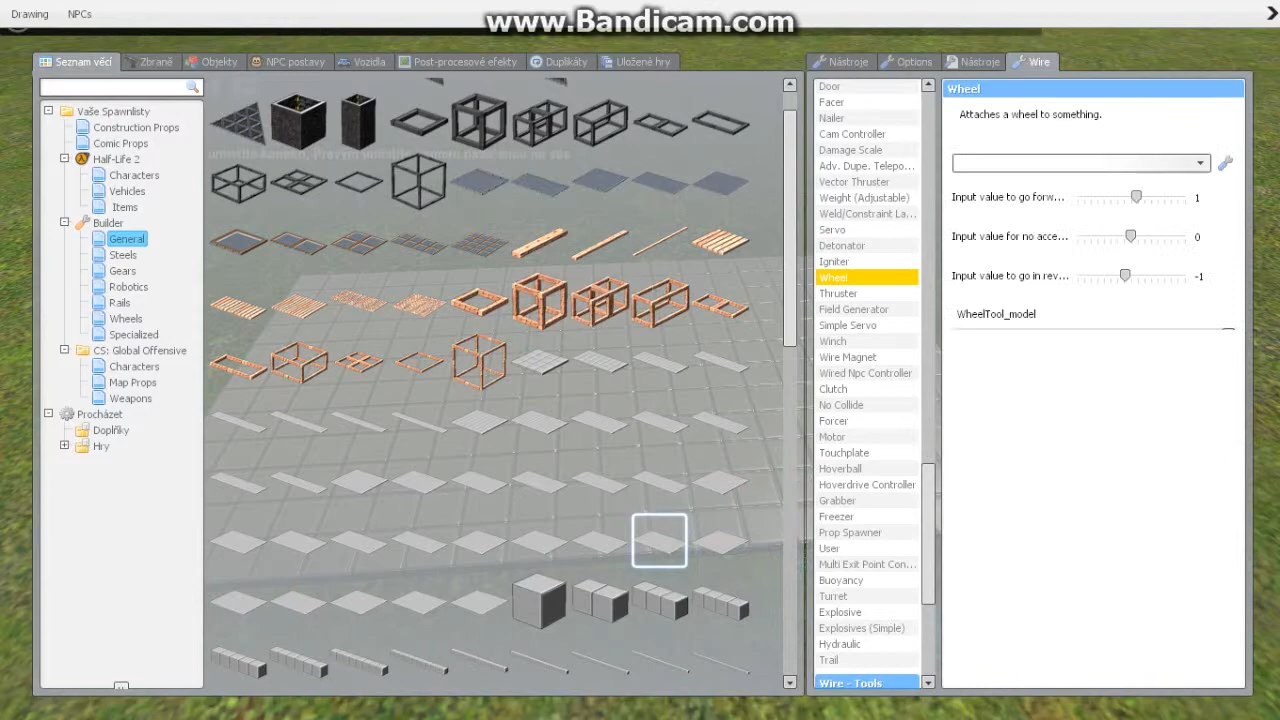 Drawing NPCs
www.Bandicam.com
Seznam věcí Zbraně Objekty NPC postavy Vozidla Post-procesové efekty Duplikáty Uložené hry
Nástroje Options Nástroje Wire
Vaše Spawnlisty
Construction Props
Comic Props
Half-Life 2
Characters
Vehicles
Items
Builder
General
Steels
Gears
Robotics
Rails
Wheels
Specialized
CS: Global Offensive
Characters
Map Props
Weapons
Procházet
Doplňky
Hry
Door
Facer
Nailer
Cam Controller
Damage Scale
Adv. Dupe. Telepo...
Vector Thruster
Weight (Adjustable)
Weld/Constraint La...
Servo
Detonator
Igniter
Wheel
Thruster
Field Generator
Simple Servo
Winch
Wire Magnet
Wired Npc Controller
Clutch
No Collide
Forcer
Motor
Touchplate
Hoverball
Hoverdrive Controller
Grabber
Freezer
Prop Spawner
User
Multi Exit Point Con...
Buoyancy
Turret
Explosive
Explosives (Simple)
Hydraulic
Trail
Wire - Tools
Wheel
Attaches a wheel to something.
Input value to go forw... 1
Input value for no acce... 0
Input value to go in rev... -1
WheelTool_model